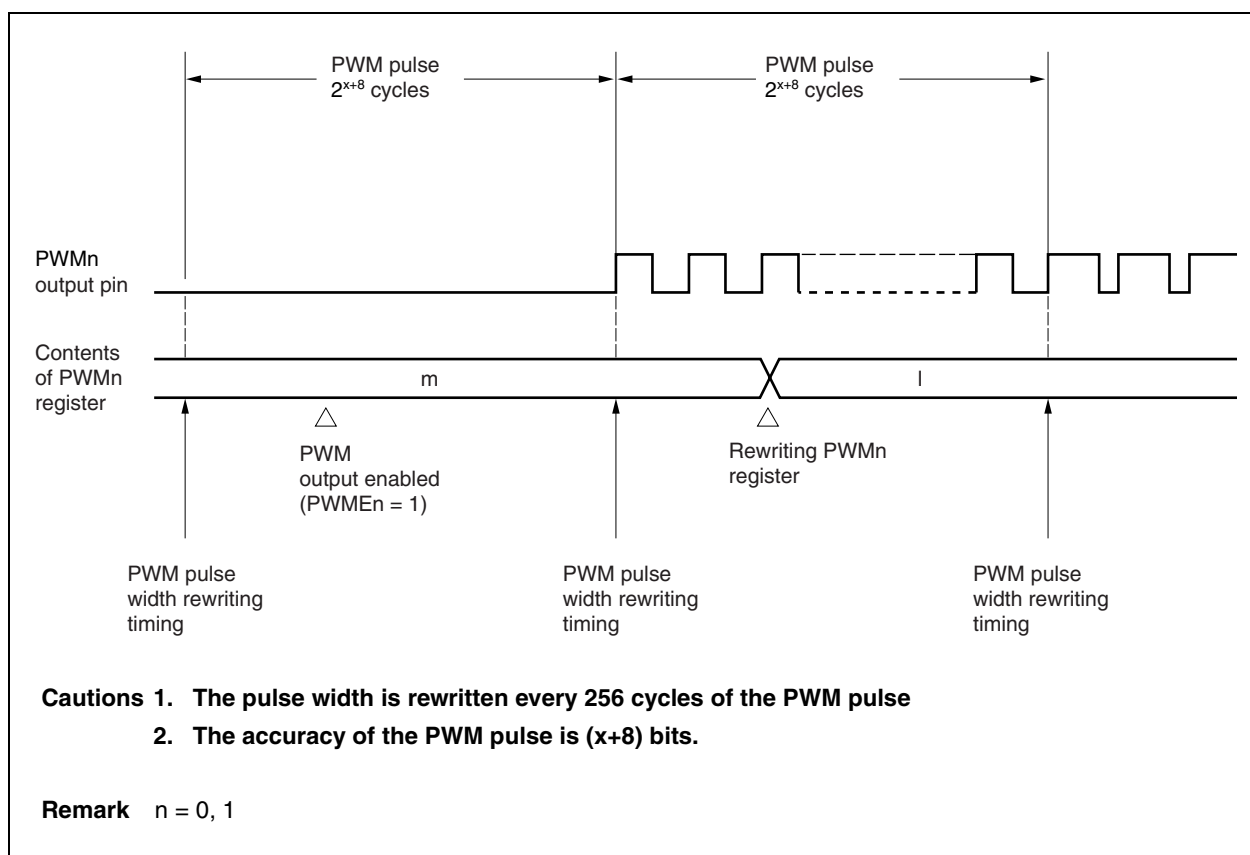 PWM pulse
2^x+8 cycles
PWM pulse
2^x+8 cycles
PWMn
output pin
Contents
of PWMn
register
m
l
PWM
output enabled
(PWMEn = 1)
Rewriting PWMn
register
PWM pulse
width rewriting
timing
PWM pulse
width rewriting
timing
PWM pulse
width rewriting
timing
Cautions 1. The pulse width is rewritten every 256 cycles of the PWM pulse
2. The accuracy of the PWM pulse is (x+8) bits.
Remark n = 0, 1